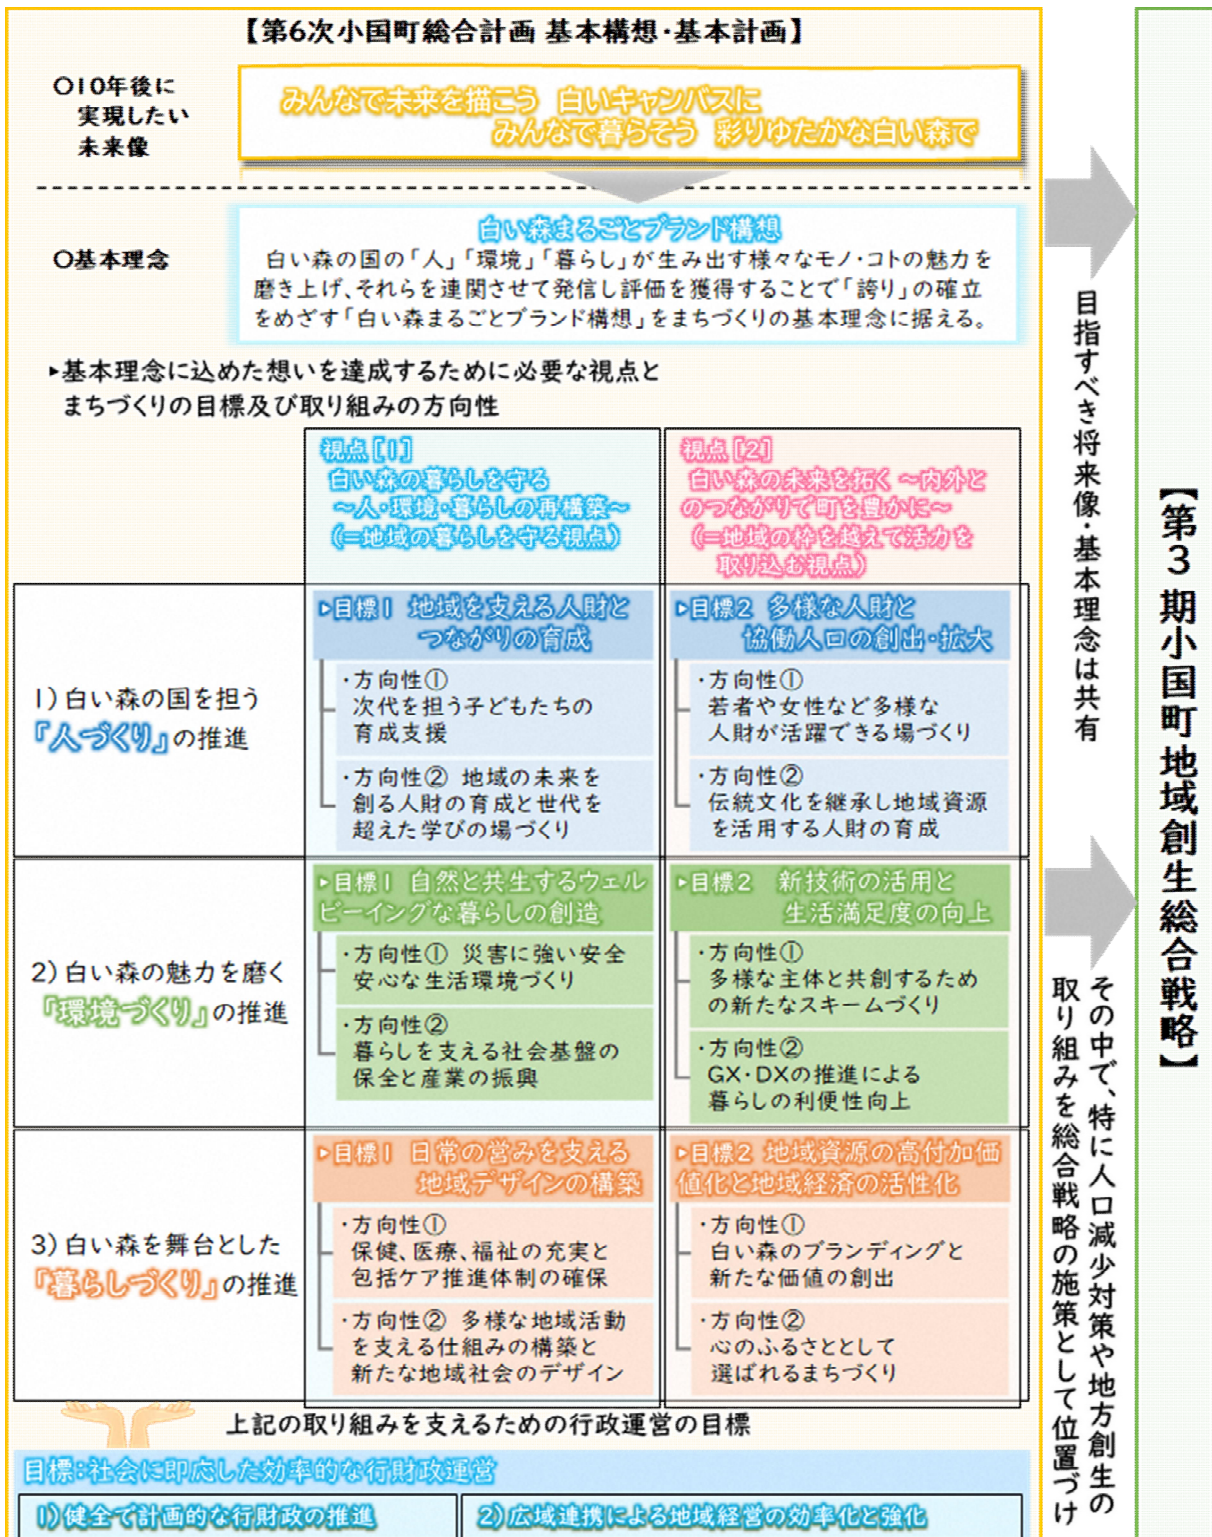 【第6次小国町総合計画 基本構想・基本計画】
○10年後に
実現したい
未来像
みんなで未来を描こう 白いキャンバスに
みんなで暮らそう 彩りゆたかな白い森で
○基本理念
白い森まるごとブランド構想
白い森の国の「人」「環境」「暮らし」が生み出す様々なモノ・コトの魅力を
磨き上げ、それらを連関させて発信し評価を獲得することで「誇り」の確立
をめざす「白い森まるごとブランド構想」をまちづくりの基本理念に据える。
▸基本理念に込めた想いを達成するために必要な視点と
まちづくりの目標及び取り組みの方向性
視点[1]
白い森の暮らしを守る
～人・環境・暮らしの再構築～
(=地域の暮らしを守る視点)
視点[2]
白い森の未来を拓く ～内外と
のつながりで町を豊かに～
(=地域の枠を越えて活力を
取り込む視点)
1)白い森の国を担う
『人づくり』の推進
▸目標1 地域を支える人財と
つながりの育成
・方向性①
次代を担う子どもたちの
育成支援
・方向性② 地域の未来を
創る人財の育成と世代を
超えた学びの場づくり
▸目標2 多様な人財と
協働人口の創出・拡大
・方向性①
若者や女性など多様な
人財が活躍できる場づくり
・方向性②
伝統文化を継承し地域資源
を活用する人財の育成
2)白い森の魅力を磨く
『環境づくり』の推進
▸目標1 自然と共生するウェル
ビーイングな暮らしの創造
・方向性① 災害に強い安全
安心な生活環境づくり
・方向性②
暮らしを支える社会基盤の
保全と産業の振興
▸目標2 新技術の活用と
生活満足度の向上
・方向性①
多様な主体と共創するため
の新たなスキームづくり
・方向性②
GX・DXの推進による
暮らしの利便性向上
3)白い森を舞台とした
『暮らしづくり』の推進
▸目標1 日常の営みを支える
地域デザインの構築
・方向性①
保健、医療、福祉の充実と
包括ケア推進体制の確保
・方向性② 多様な地域活動
を支える仕組みの構築と
新たな地域社会のデザイン
▸目標2 地域資源の高付加価
値化と地域経済の活性化
・方向性①
白い森のブランディングと
新たな価値の創出
・方向性②
心のふるさととして
選ばれるまちづくり
上記の取り組みを支えるための行政運営の目標
目標:社会に即応した効率的な行財政運営
1)健全で計画的な行財政の推進
2)広域連携による地域経営の効率化と強化
目指すべき将来像・基本理念は共有
その中で、特に人口減少対策や地方創生の
取り組みを総合戦略の施策として位置づけ
【第3期小国町地域創生総合戦略】